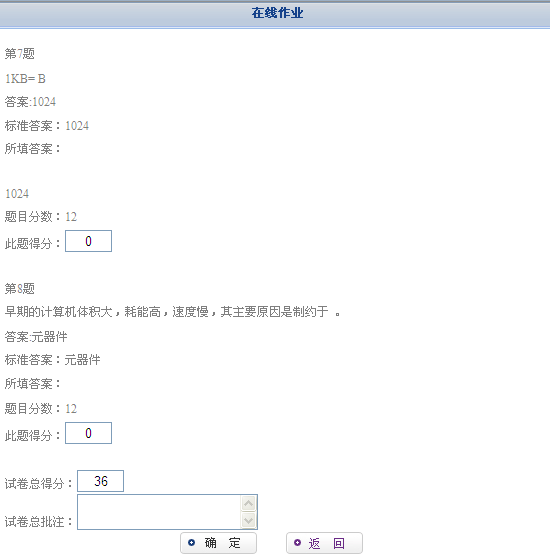 在线作业
第7题
1KB= B
答案:1024
标准答案：1024
所填答案：
1024
题目分数：12
此题得分： 0
第8题
早期的计算机体积大，耗能高，速度慢，其主要原因是制约于 。
答案:元器件
标准答案：元器件
所填答案：
题目分数：12
此题得分： 0
试卷总得分： 36
试卷总批注：
确 定 返 回